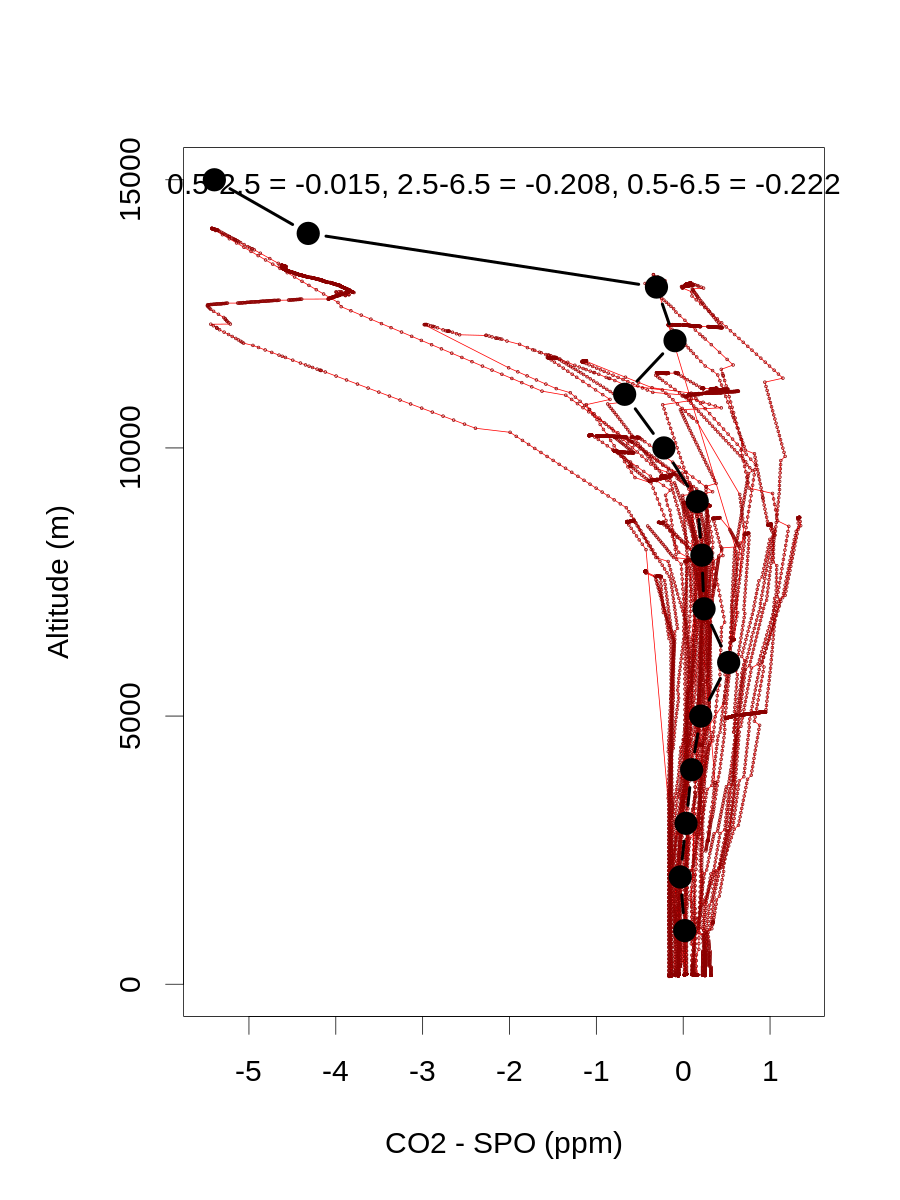 0.5-2.5 = -0.015, 2.5-6.5 = -0.208, 0.5-6.5 = -0.222
15000
10000
5000
0
Altitude (m)
-5 -4 -3 -2 -1 0 1
CO2 - SPO (ppm)